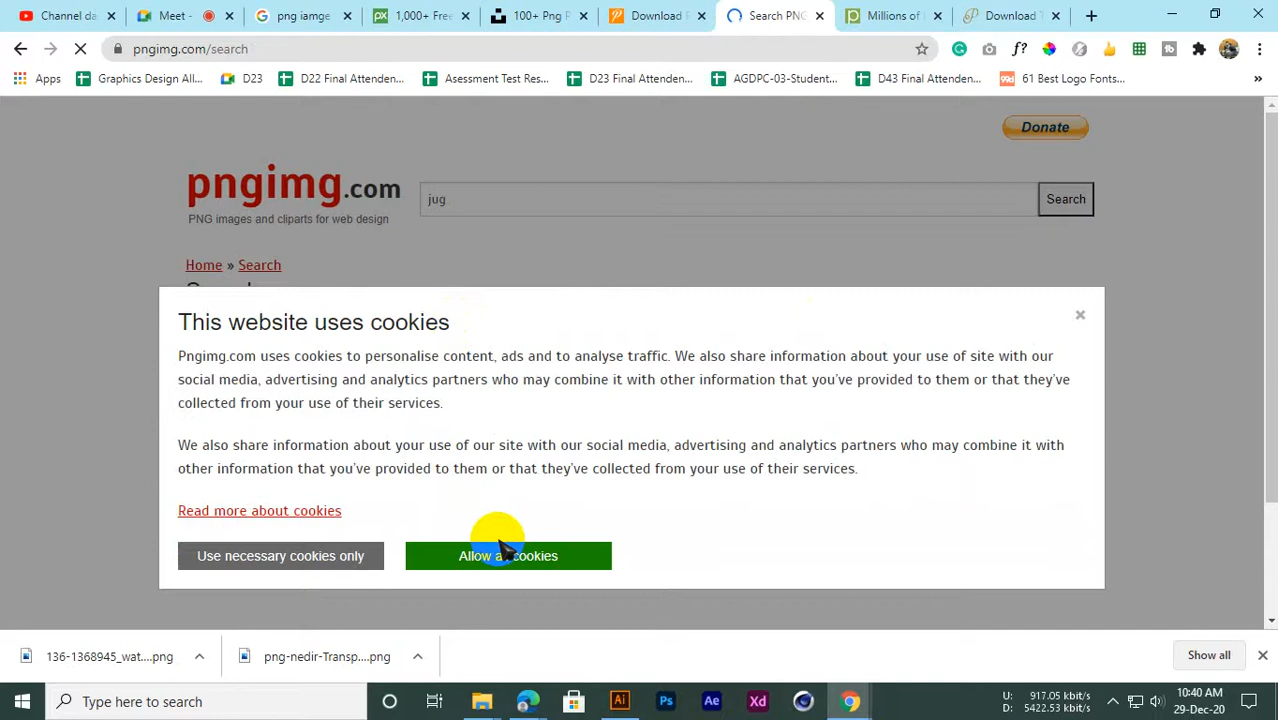 Channel da
Meet -
png iamge
1,000+ Free
100+ Png P
Download P
Search PNG
Millions of
Download T
pngimg.com/search
Apps
Graphics Design All...
D23
D22 Final Attenden...
Asessment Test Res...
D23 Final Attenden...
AGDPC-03-Student...
D43 Final Attenden...
61 Best Logo Fonts...
Donate
pngimg.com
jug
Search
PNG images and cliparts for web design
Home » Search
This website uses cookies
Pngimg.com uses cookies to personalise content, ads and to analyse traffic. We also share information about your use of site with our
social media, advertising and analytics partners who may combine it with other information that you've provided to them or that they've
collected from your use of their services.
We also share information about your use of our site with our social media, advertising and analytics partners who may combine it with
other information that you've provided to them or that they've collected from your use of their services.
Read more about cookies
Use necessary cookies only
Allow all cookies
136-1368945_wat....png
png-nedir-Transp....png
Show all
Type here to search
Ai
Ps
Ae
Xd
U: 917.05 kbit/s
D: 5422.53 kbit/s
10:40 AM
29-Dec-20